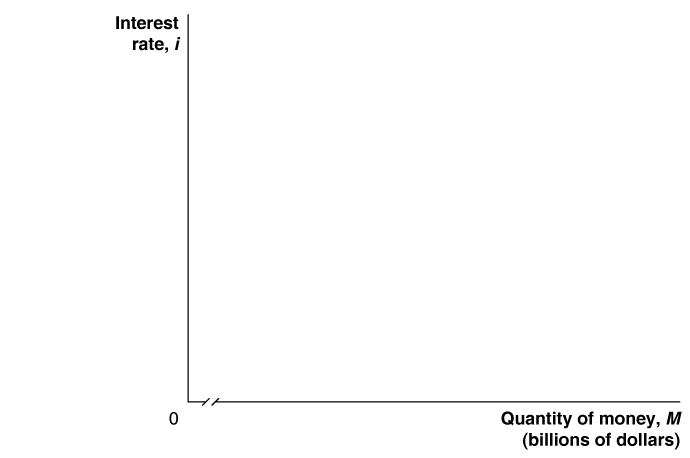 Interest
rate, i
0
Quantity of money, M
(billions of dollars)